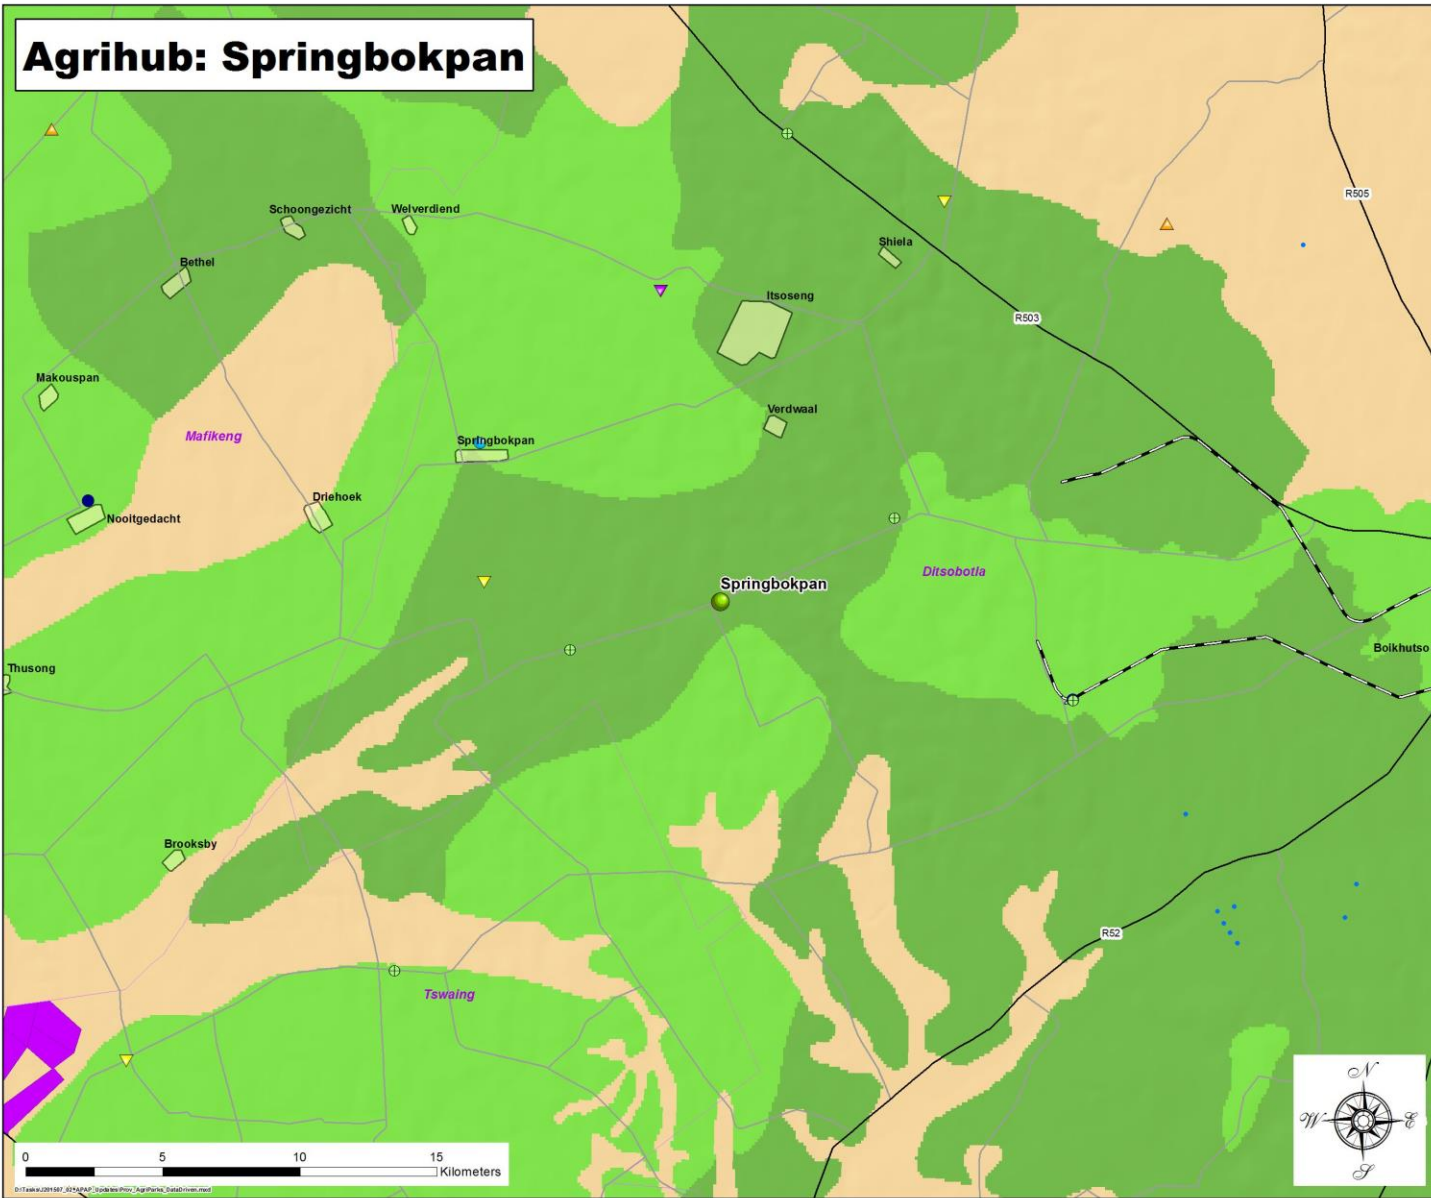 Agrihub: Springbokpan
R505
Schoongezicht
Welverdiend
Shiela
Bethel
Itsoseng
R503
Makouspan
Verdwaal
Mafikeng
Springbokpan
Driehoek
Nooitgedacht
Ditsobotla
Springbokpan
Boikhutso
Thusong
Brooksby
R52
Tswaing
N
W E
S
0 5 10 15
Kilometers